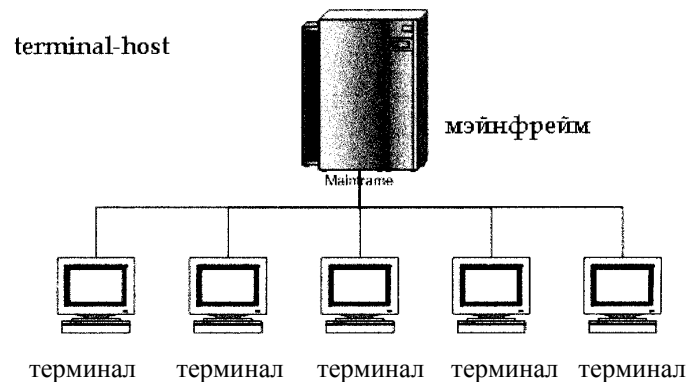 terminal-host
мэйнфрейм
Mainframe
терминал терминал терминал терминал терминал